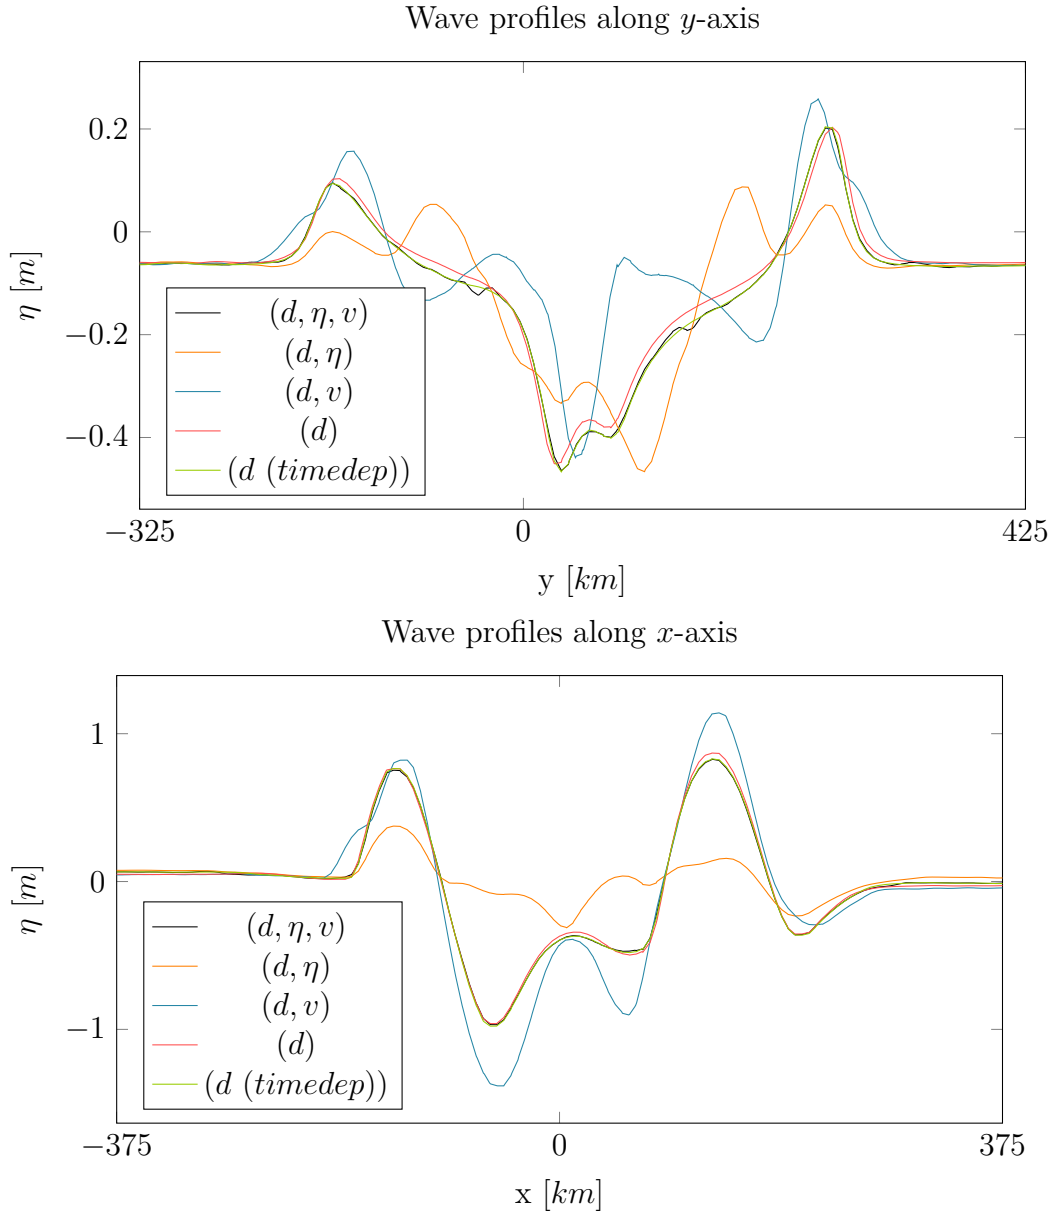 Wave profiles along y-axis
0.2
0
−0.2
−0.4
η [m]
(d, η, v)
(d, η)
(d, v)
(d)
(d (timedep))
−325 0 425
y [km]
Wave profiles along x-axis
1
0
−1
η [m]
(d, η, v)
(d, η)
(d, v)
(d)
(d (timedep))
−375 0 375
x [km]